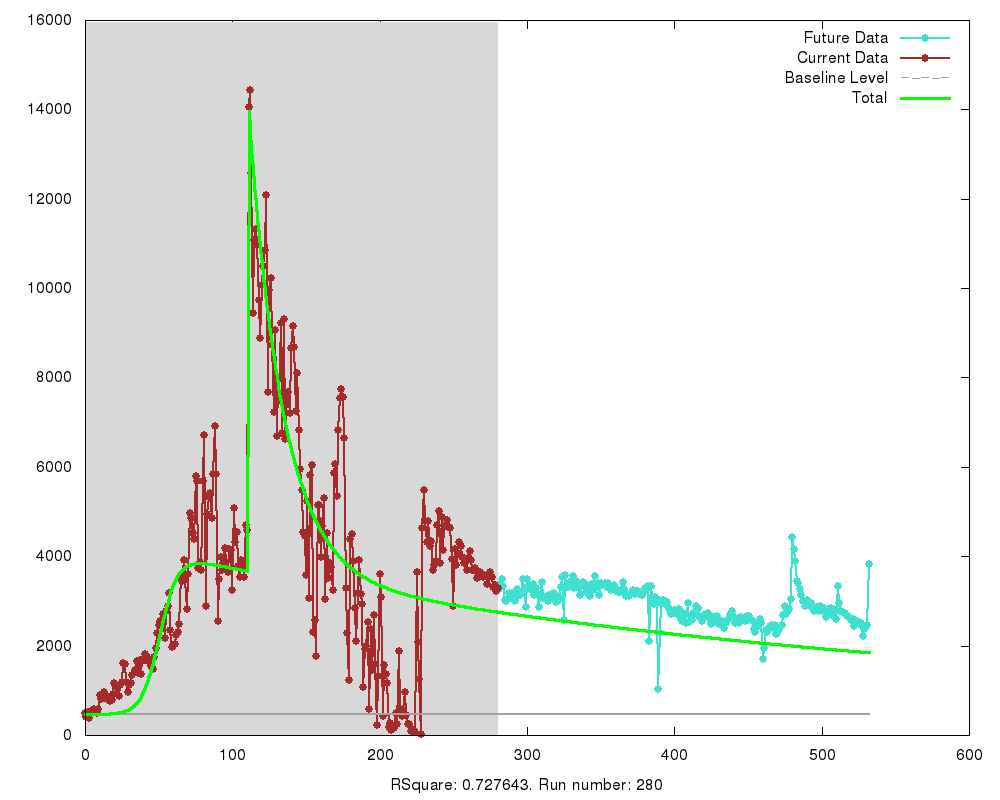 16000
14000
12000
10000
8000
6000
4000
2000
0
0 100 200 300 400 500 600
Future Data
Current Data
Baseline Level
Total
RSquare: 0.727643. Run number: 280